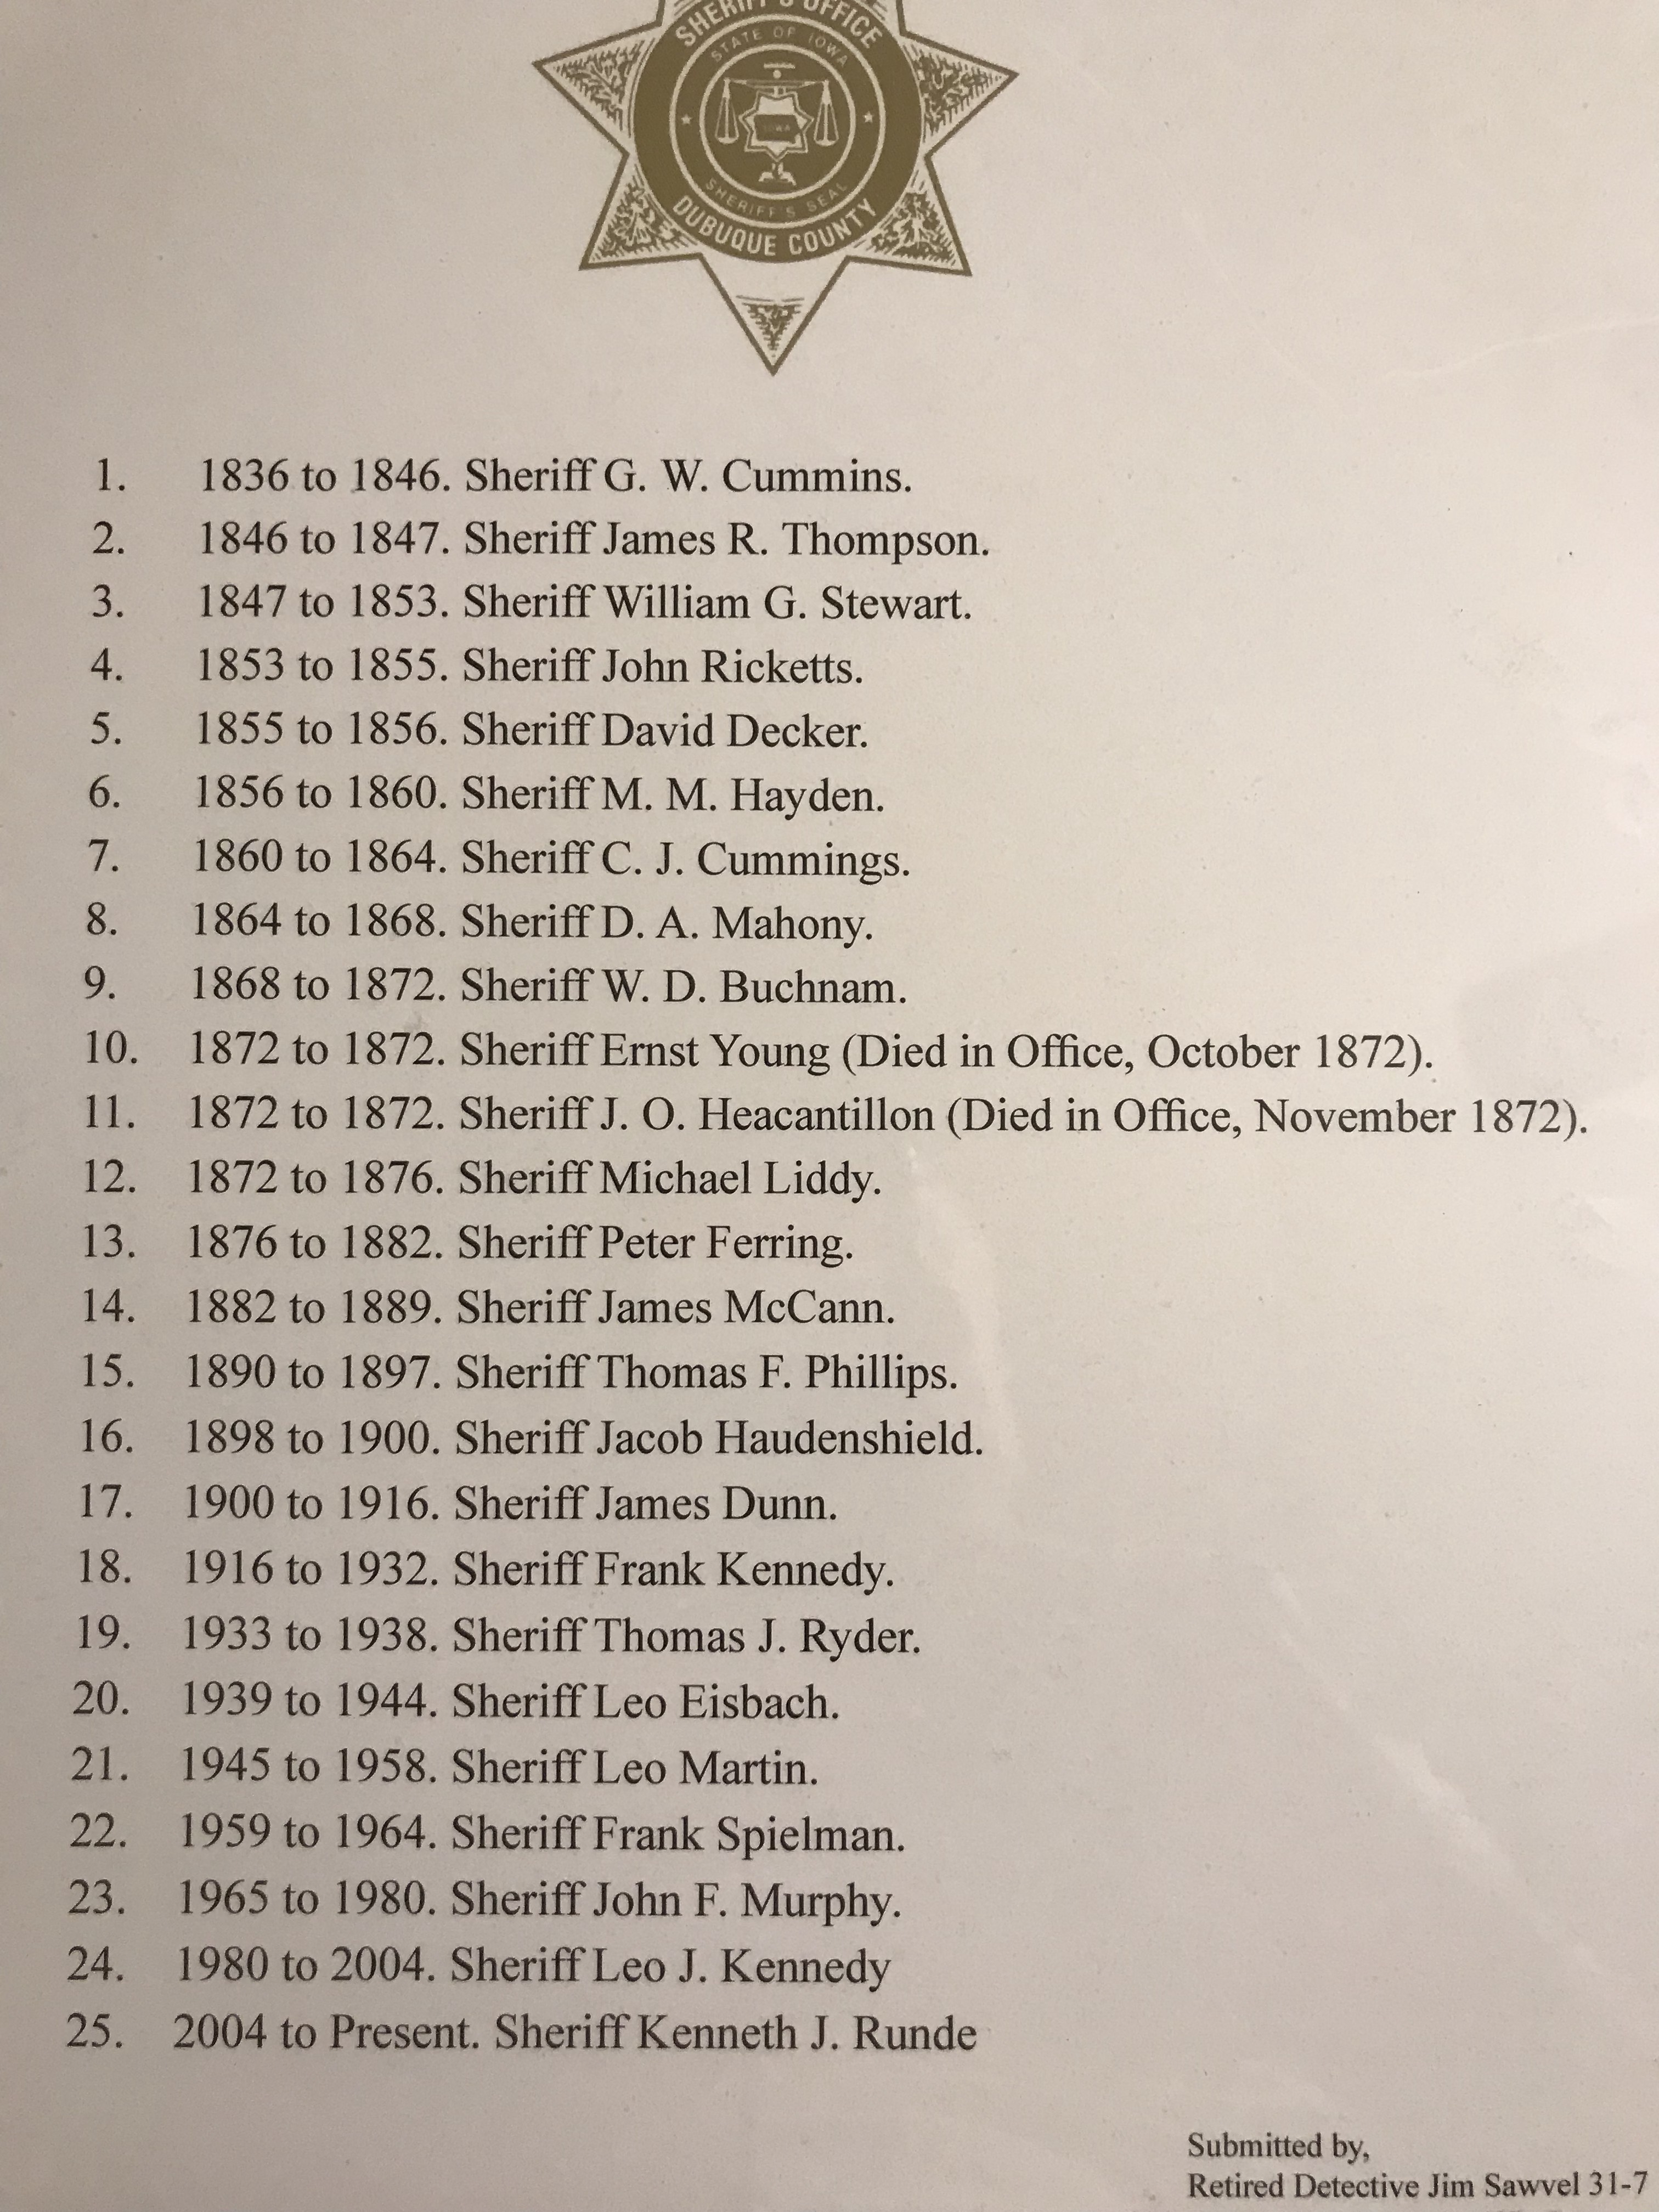 SHERIFF'S OFFICE
STATE OF IOWA
IOWA
SHERIFF'S SEAL
DUBUQUE COUNTY
1. 1836 to 1846. Sheriff G. W. Cummins.
2. 1846 to 1847. Sheriff James R. Thompson.
3. 1847 to 1853. Sheriff William G. Stewart.
4. 1853 to 1855. Sheriff John Ricketts.
5. 1855 to 1856. Sheriff David Decker.
6. 1856 to 1860. Sheriff M. M. Hayden.
7. 1860 to 1864. Sheriff C. J. Cummings.
8. 1864 to 1868. Sheriff D. A. Mahony.
9. 1868 to 1872. Sheriff W. D. Buchnam.
10. 1872 to 1872. Sheriff Ernst Young (Died in Office, October 1872).
11. 1872 to 1872. Sheriff J. O. Heacantillon (Died in Office, November 1872).
12. 1872 to 1876. Sheriff Michael Liddy.
13. 1876 to 1882. Sheriff Peter Ferring.
14. 1882 to 1889. Sheriff James McCann.
15. 1890 to 1897. Sheriff Thomas F. Phillips.
16. 1898 to 1900. Sheriff Jacob Haudenshield.
17. 1900 to 1916. Sheriff James Dunn.
18. 1916 to 1932. Sheriff Frank Kennedy.
19. 1933 to 1938. Sheriff Thomas J. Ryder.
20. 1939 to 1944. Sheriff Leo Eisbach.
21. 1945 to 1958. Sheriff Leo Martin.
22. 1959 to 1964. Sheriff Frank Spielman.
23. 1965 to 1980. Sheriff John F. Murphy.
24. 1980 to 2004. Sheriff Leo J. Kennedy
25. 2004 to Present. Sheriff Kenneth J. Runde
Submitted by,
Retired Detective Jim Sawvel 31-7